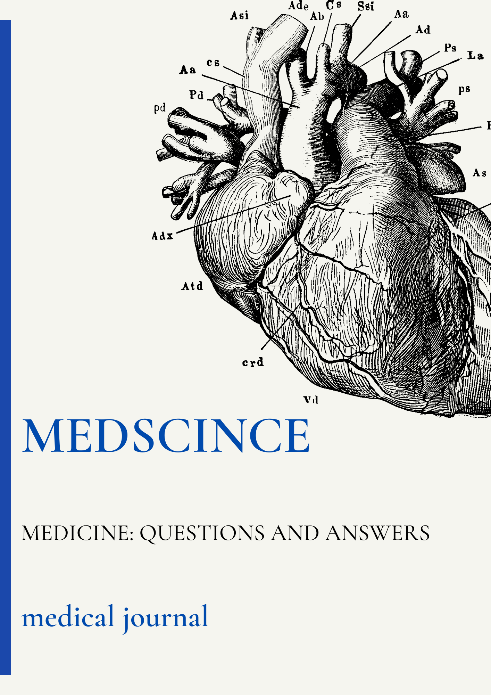 Ade Cs Ssi
Asi Ab Aa
Ad
cs Ps
Aa La
Pd ps
pd
As
Adx
Atd
crd
Vd
MEDSCINCE
MEDICINE: QUESTIONS AND ANSWERS
medical journal